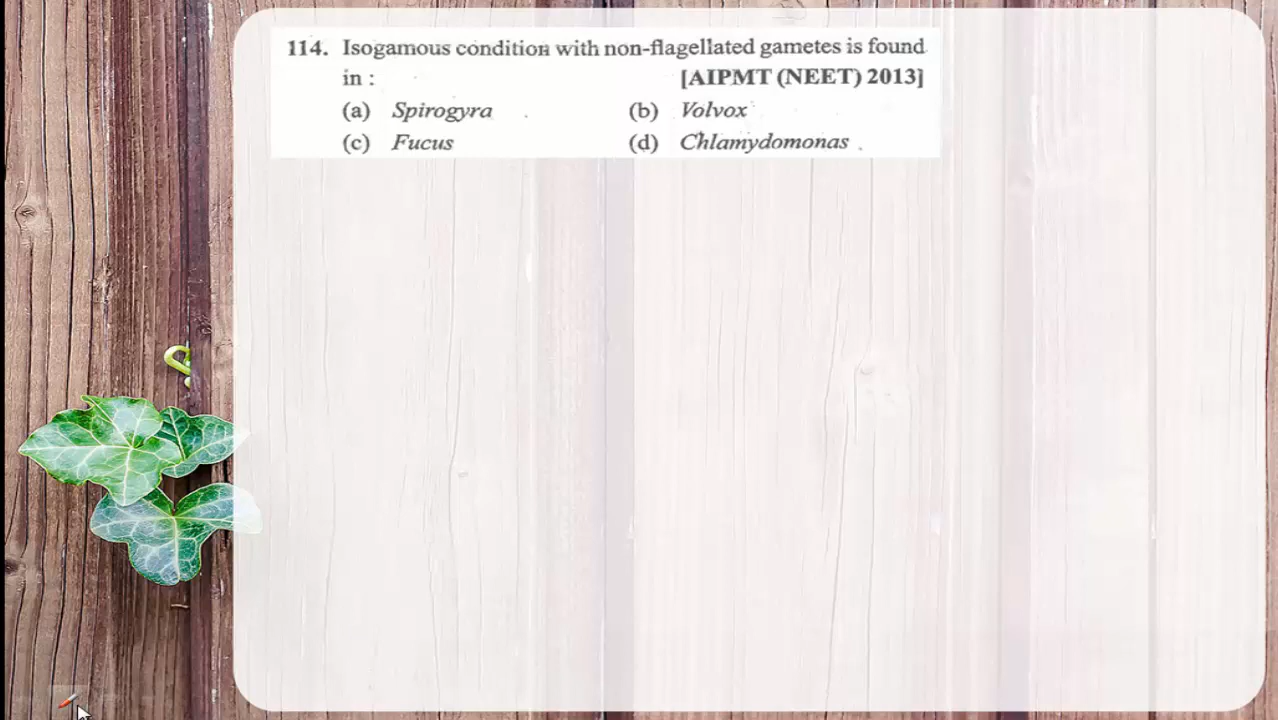 114. Isogamous condition with non-flagellated gametes is found
in : [AIPMT (NEET) 2013]
(a) Spirogyra (b) Volvox
(c) Fucus (d) Chlamydomonas